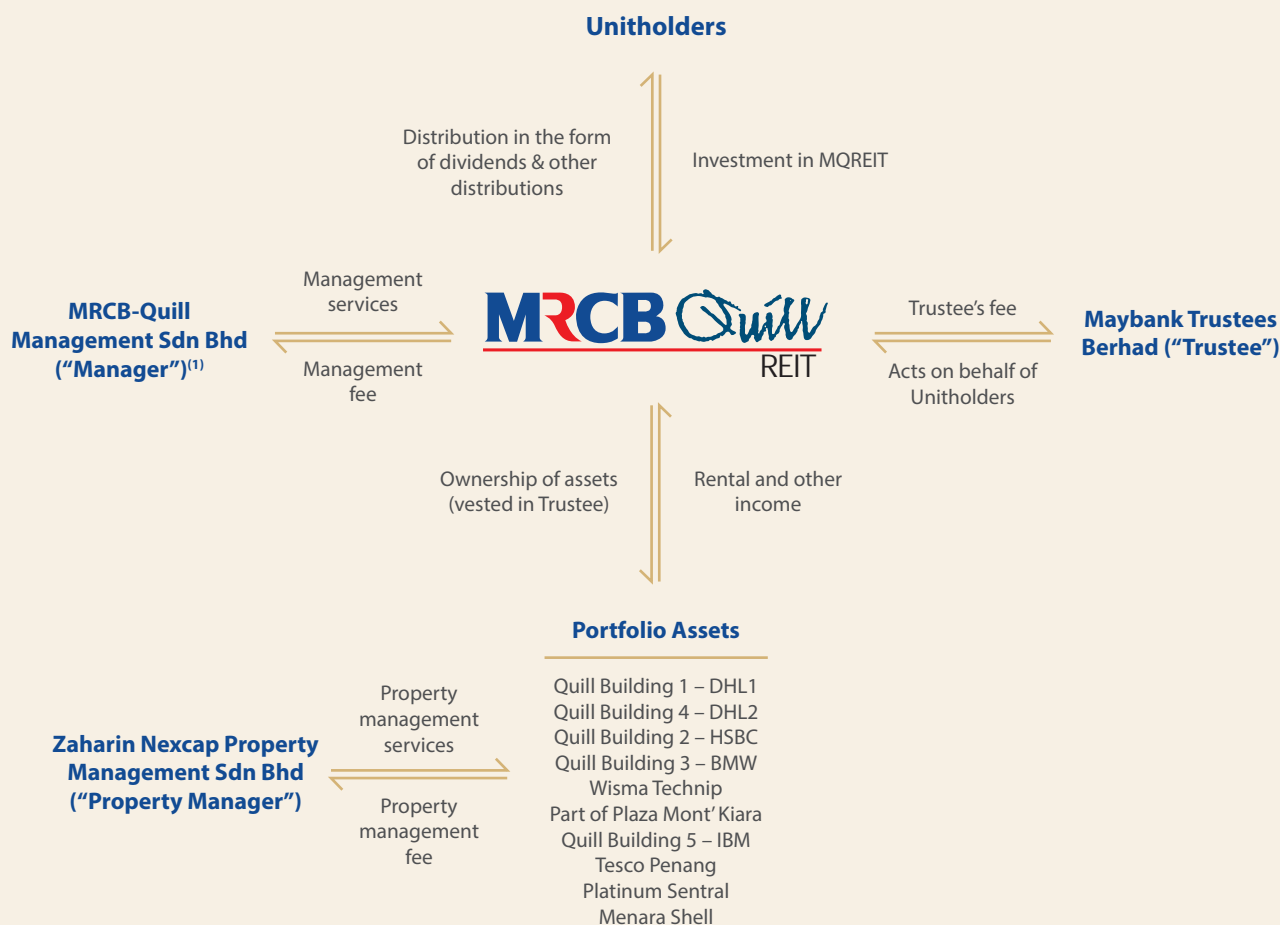 Unitholders
Distribution in the form
of dividends & other
distributions
Investment in MQREIT
MRCB-Quill
Management Sdn Bhd
(“Manager”)(1)
Management
services
Management
fee
MRCB Quill
REIT
Trustee’s fee
Acts on behalf of
Unitholders
Maybank Trustees
Berhad (“Trustee”)
Ownership of assets
(vested in Trustee)
Rental and other
income
Portfolio Assets
Zaharin Nexcap Property
Management Sdn Bhd
(“Property Manager”)
Property
management
services
Property
management
fee
Quill Building 1 – DHL1
Quill Building 4 – DHL2
Quill Building 2 – HSBC
Quill Building 3 – BMW
Wisma Technip
Part of Plaza Mont’ Kiara
Quill Building 5 – IBM
Tesco Penang
Platinum Sentral
Menara Shell